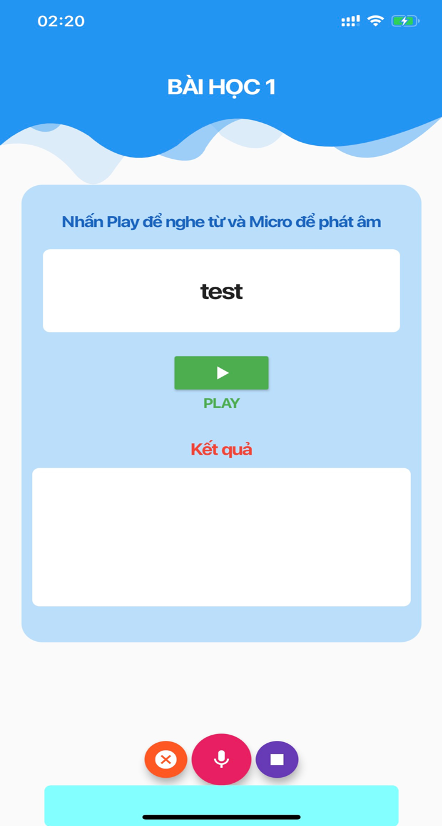 02:20
BÀI HỌC 1
Nhấn Play để nghe từ và Micro để phát âm
test
PLAY
Kết quả